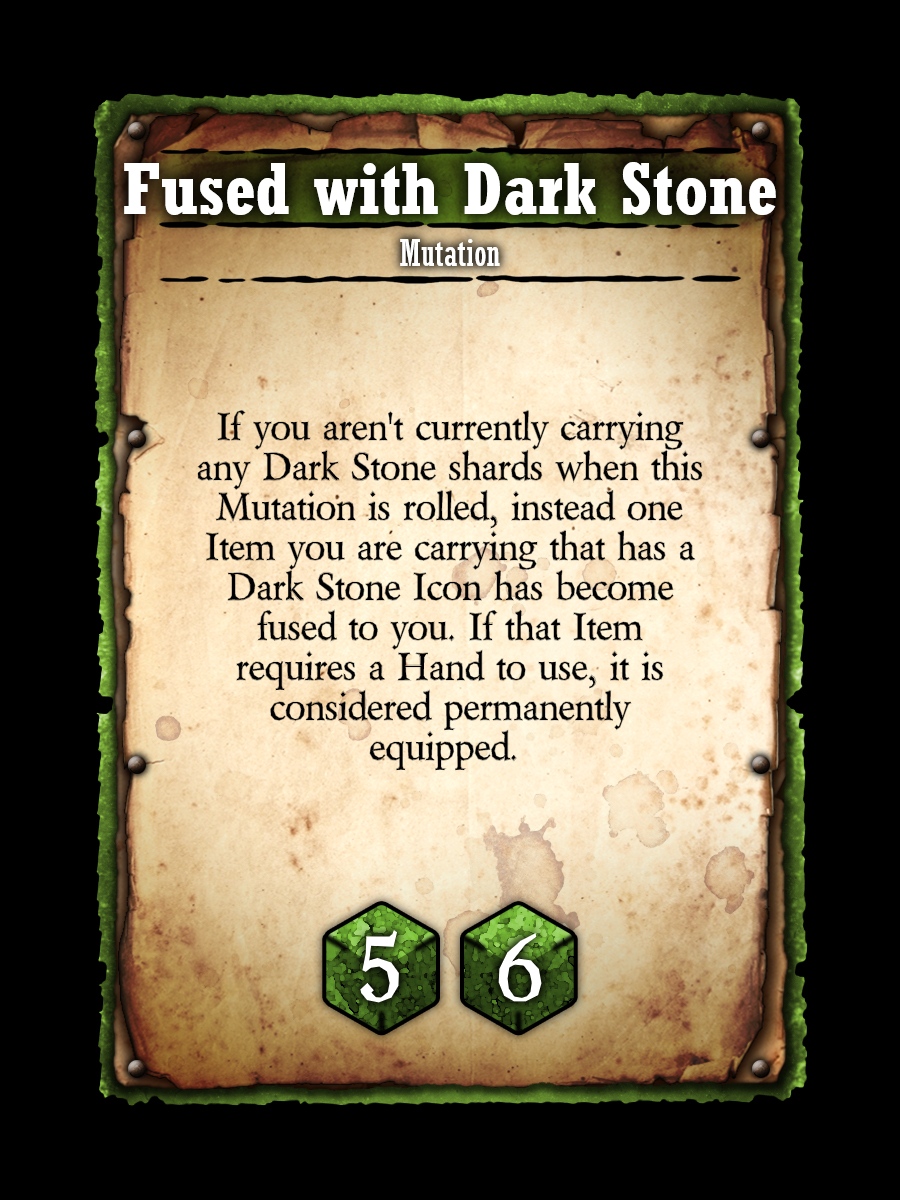 Fused with Dark Stone
Mutation
If you aren't currently carrying
any Dark Stone shards when this
Mutation is rolled, instead one
Item you are carrying that has a
Dark Stone Icon has become
fused to you. If that Item
requires a Hand to use, it is
considered permanently
equipped.
5 6